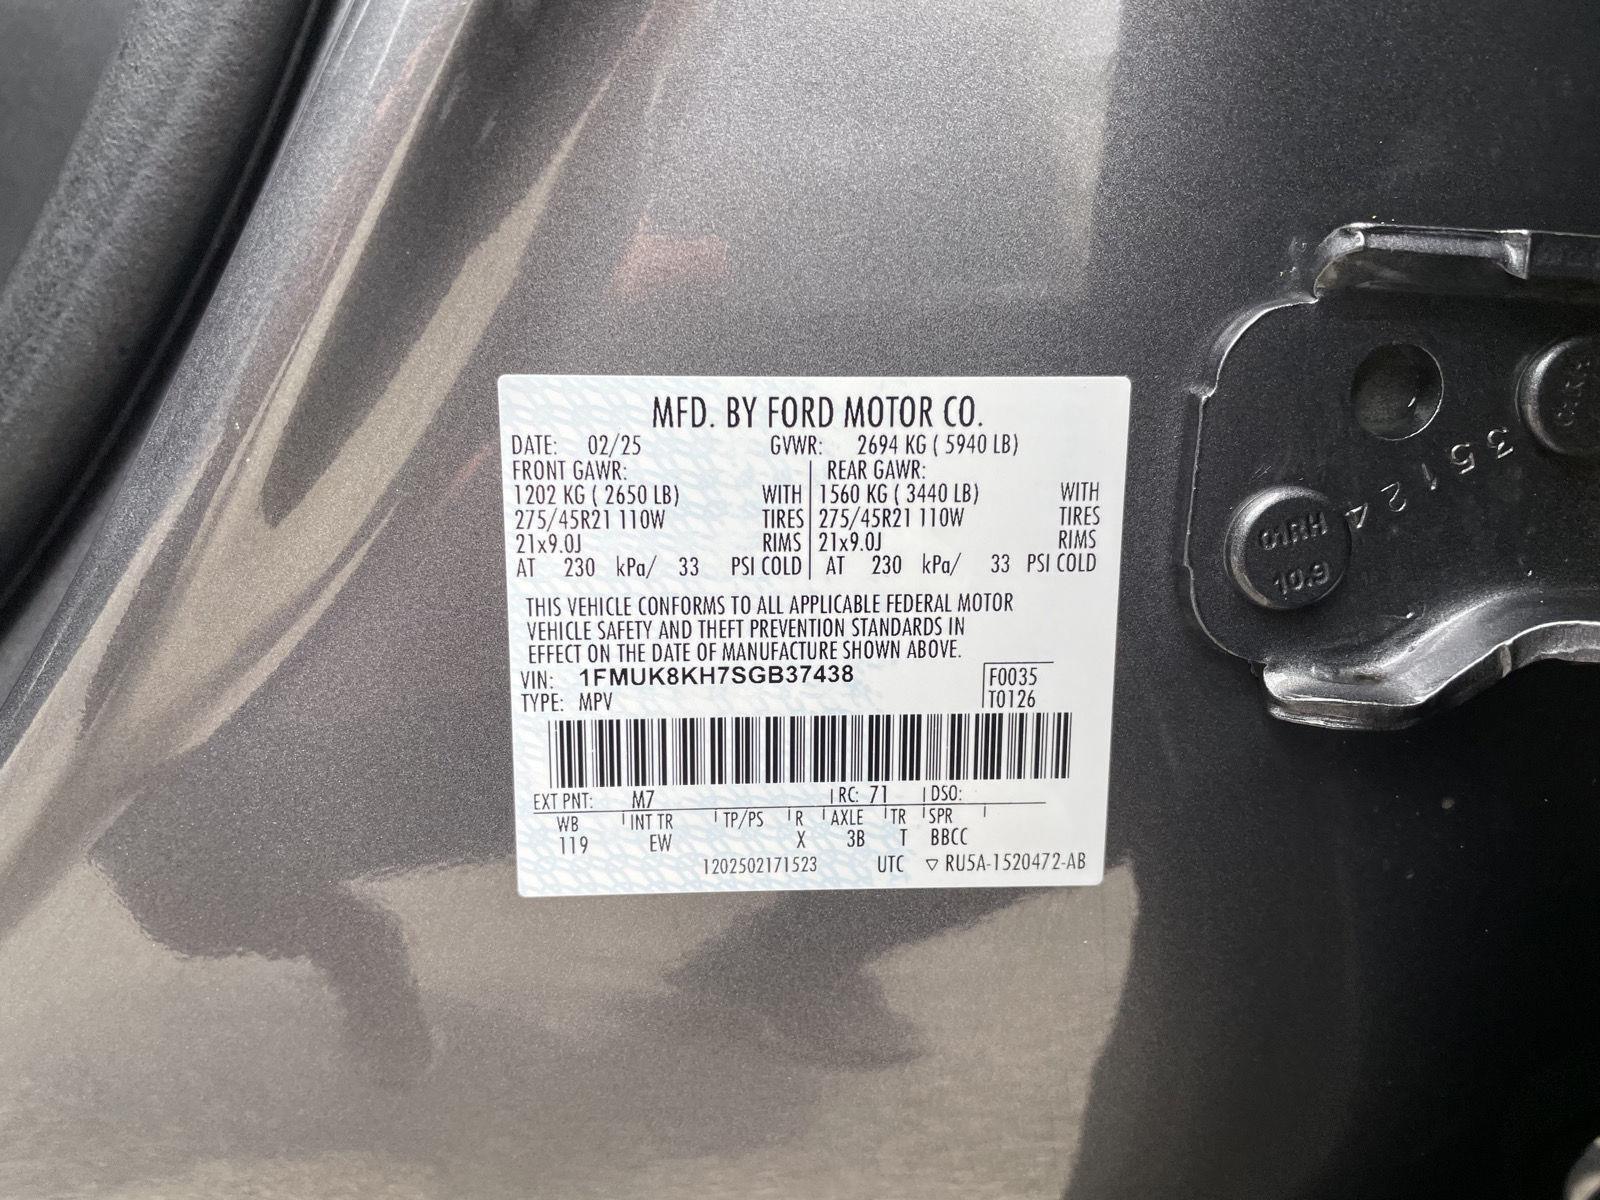 MFD. BY FORD MOTOR CO.
DATE: 02/25 GVWR: 2694 KG ( 5940 LB)
FRONT GAWR: REAR GAWR:
1202 KG ( 2650 LB) WITH 1560 KG ( 3440 LB) WITH
275/45R21 110W TIRES 275/45R21 110W TIRES
21x9.0J RIMS 21x9.0J RIMS
AT 230 kPa/ 33 PSI COLD AT 230 kPa/ 33 PSI COLD
THIS VEHICLE CONFORMS TO ALL APPLICABLE FEDERAL MOTOR
VEHICLE SAFETY AND THEFT PREVENTION STANDARDS IN
EFFECT ON THE DATE OF MANUFACTURE SHOWN ABOVE.
VIN: 1FMUK8KH7SGB37438 F0035
TYPE: MPV T0126
EXT PNT: M7 RC: 71 DSO:
WB INT TR TP/PS R AXLE TR SPR
119 EW X 3B T BBCC
1202502171523 UTC ▽ RU5A-1520472-AB
35124
10.9